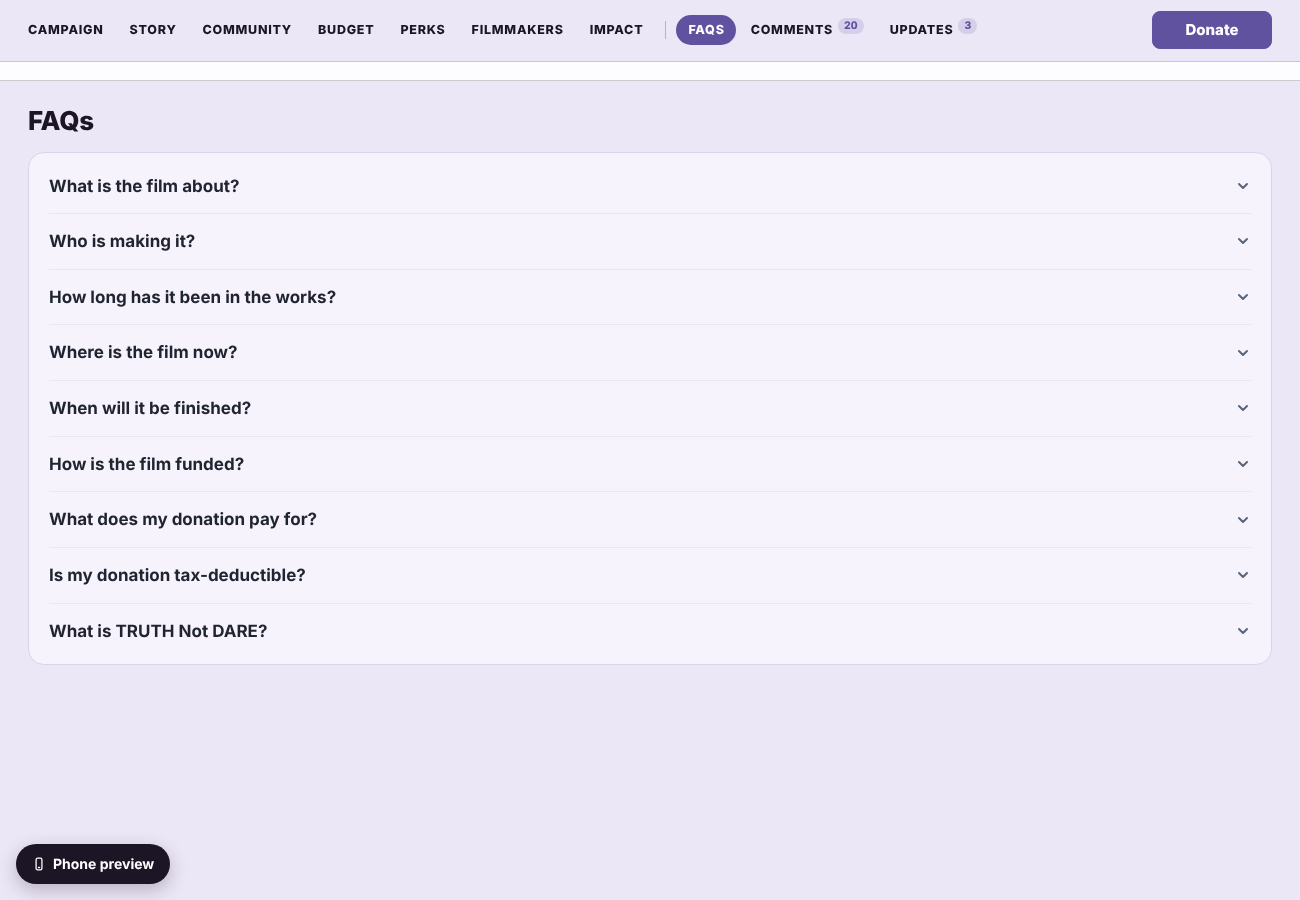 CAMPAIGN STORY COMMUNITY BUDGET PERKS FILMMAKERS IMPACT FAQS COMMENTS 20 UPDATES 3 Donate
FAQs
What is the film about?
Who is making it?
How long has it been in the works?
Where is the film now?
When will it be finished?
How is the film funded?
What does my donation pay for?
Is my donation tax-deductible?
What is TRUTH Not DARE?
Phone preview